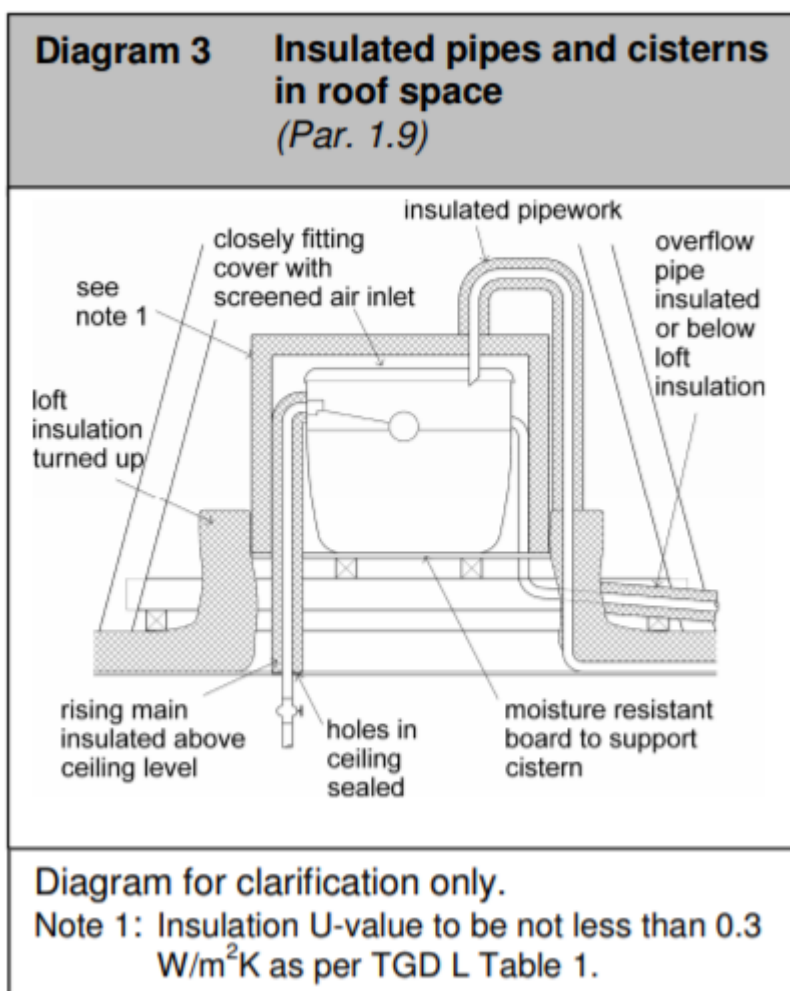 Diagram 3 Insulated pipes and cisterns
in roof space
(Par. 1.9)
insulated pipework
closely fitting
cover with
screened air inlet
overflow
pipe
insulated
or below
loft
insulation
see
note 1
loft
insulation
turned up
rising main
insulated above
ceiling level
holes in
ceiling
sealed
moisture resistant
board to support
cistern
Diagram for clarification only.
Note 1: Insulation U-value to be not less than 0.3
W/m²K as per TGD L Table 1.